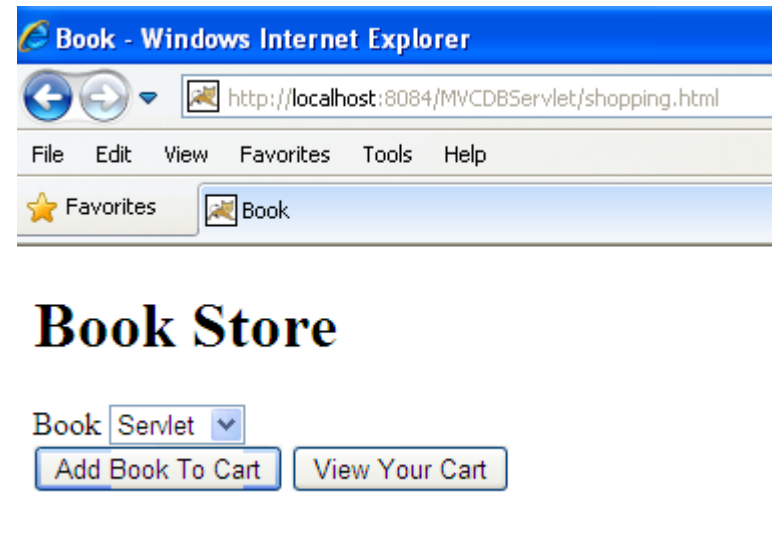 Book - Windows Internet Explorer
http://localhost:8084/MVCDBServlet/shopping.html
File Edit View Favorites Tools Help
Favorites Book
Book Store
Book Servlet
Add Book To Cart View Your Cart